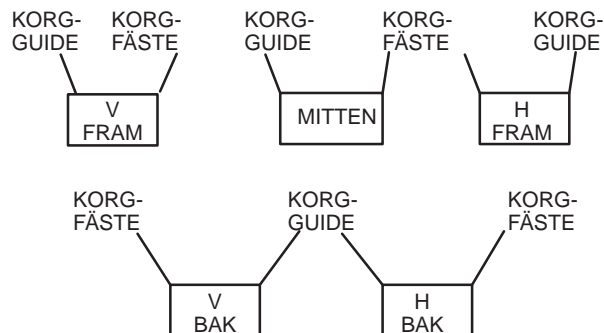 KORG-
GUIDE
KORG-
FÄSTE
KORG-
GUIDE
KORG-
FÄSTE
KORG-
GUIDE
V
FRAM
MITTEN
H
FRAM
KORG-
FÄSTE
KORG-
GUIDE
KORG-
FÄSTE
V
BAK
H
BAK